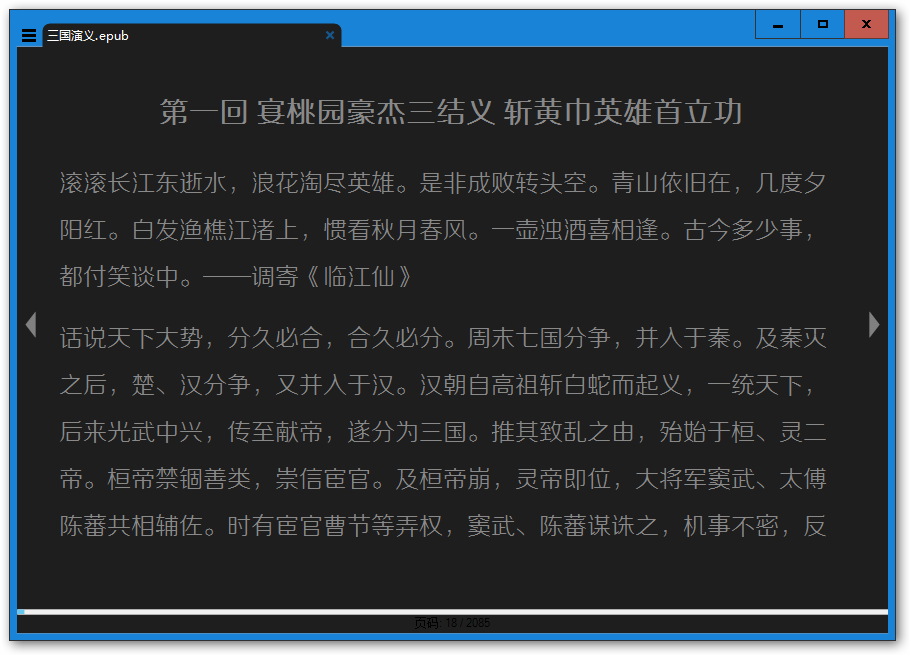 三国演义.epub
第一回 宴桃园豪杰三结义 斩黄巾英雄首立功
滚滚长江东逝水，浪花淘尽英雄。是非成败转头空。青山依旧在，几度夕
阳红。白发渔樵江渚上，惯看秋月春风。一壶浊酒喜相逢。古今多少事，
都付笑谈中。——调寄《临江仙》
话说天下大势，分久必合，合久必分。周末七国分争，并入于秦。及秦灭
之后，楚、汉分争，又并入于汉。汉朝自高祖斩白蛇而起义，一统天下，
后来光武中兴，传至献帝，遂分为三国。推其致乱之由，殆始于桓、灵二
帝。桓帝禁锢善类，崇信宦官。及桓帝崩，灵帝即位，大将军窦武、太傅
陈蕃共相辅佐。时有宦官曹节等弄权，窦武、陈蕃谋诛之，机事不密，反
页码: 18 / 2085